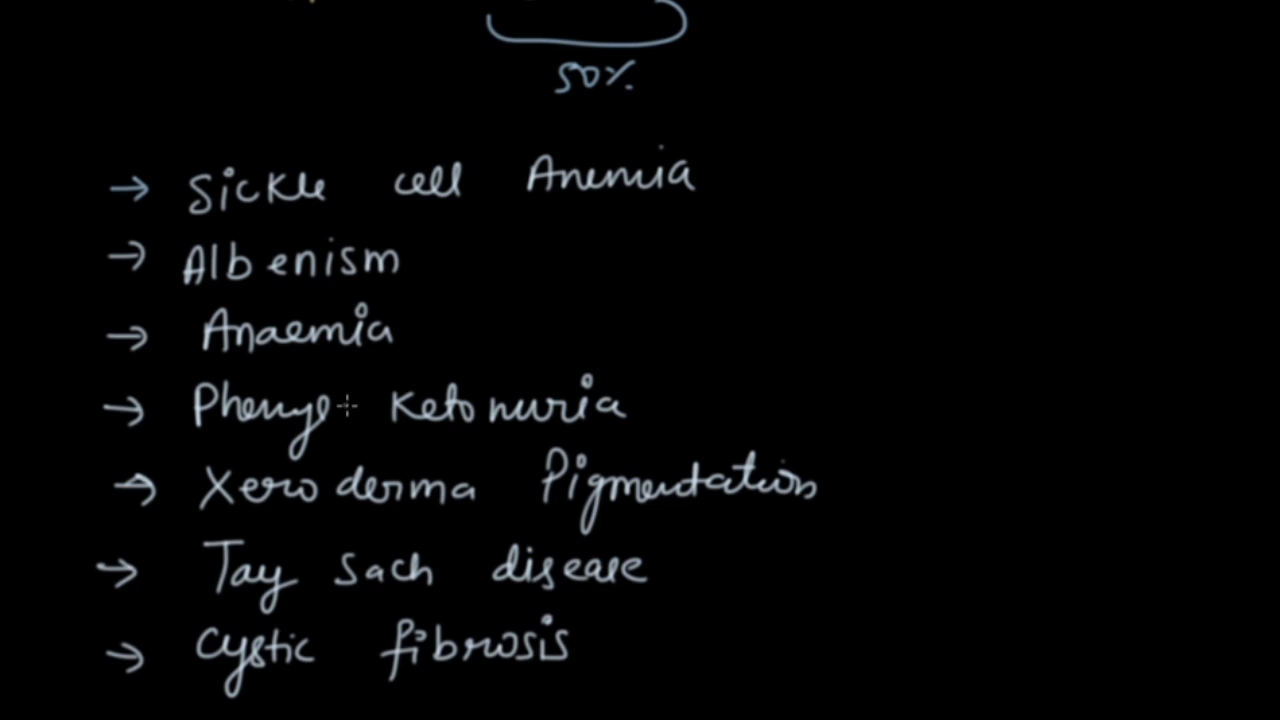 50%
→ Sickle cell Anemia
→ Albenism
→ Anaemia
→ Phenyl Ketonuria
→ Xeroderma Pigmentation
→ Tay Sach disease
→ Cystic fibrosis